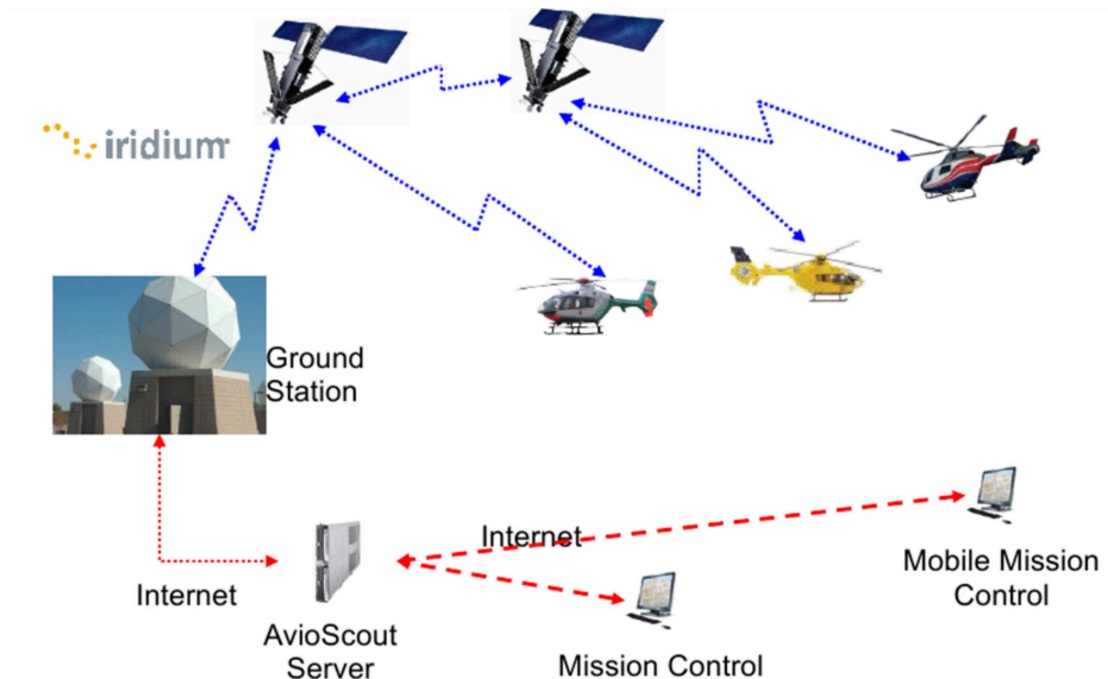 iridium
Ground
Station
Internet
Internet
AvioScout
Server
Mission Control
Mobile Mission
Control